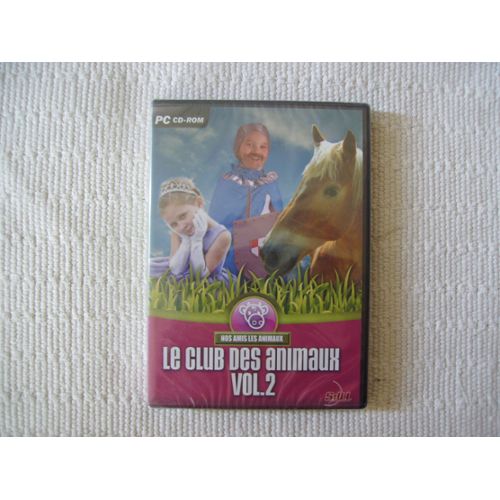 PC CD-ROM
NOS AMIS LES ANIMAUX
Le CLUB Des animaux
VOL.2